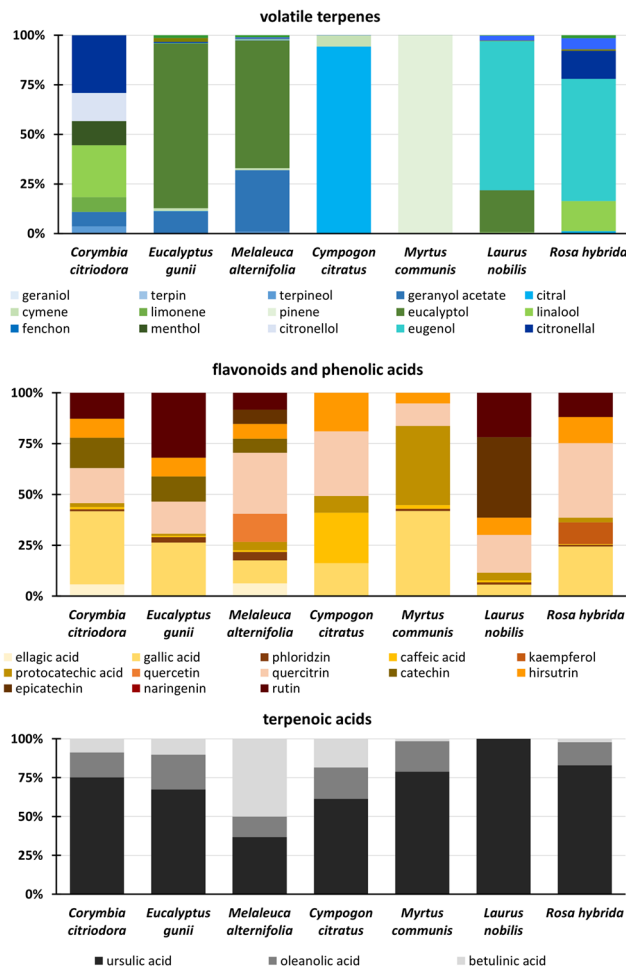 volatile terpenes
100%
75%
50%
25%
0%
Corymbia citriodora
Eucalyptus gunii
Melaleuca alternifolia
Cympogon citratus
Myrtus communis
Laurus nobilis
Rosa hybrida
geraniol terpin terpineol geranyol acetate citral
cymene limonene pinene eucalyptol linalool
fenchon menthol citronellol eugenol citronellal
flavonoids and phenolic acids
100%
75%
50%
25%
0%
Corymbia citriodora
Eucalyptus gunii
Melaleuca alternifolia
Cympogon citratus
Myrtus communis
Laurus nobilis
Rosa hybrida
ellagic acid gallic acid phloridzin caffeic acid kaempferol
protocatechic acid quercetin quercitrin catechin hirsutrin
epicatechin naringenin rutin
terpenoic acids
100%
75%
50%
25%
0%
Corymbia citriodora
Eucalyptus gunii
Melaleuca alternifolia
Cympogon citratus
Myrtus communis
Laurus nobilis
Rosa hybrida
ursulic acid oleanolic acid betulinic acid